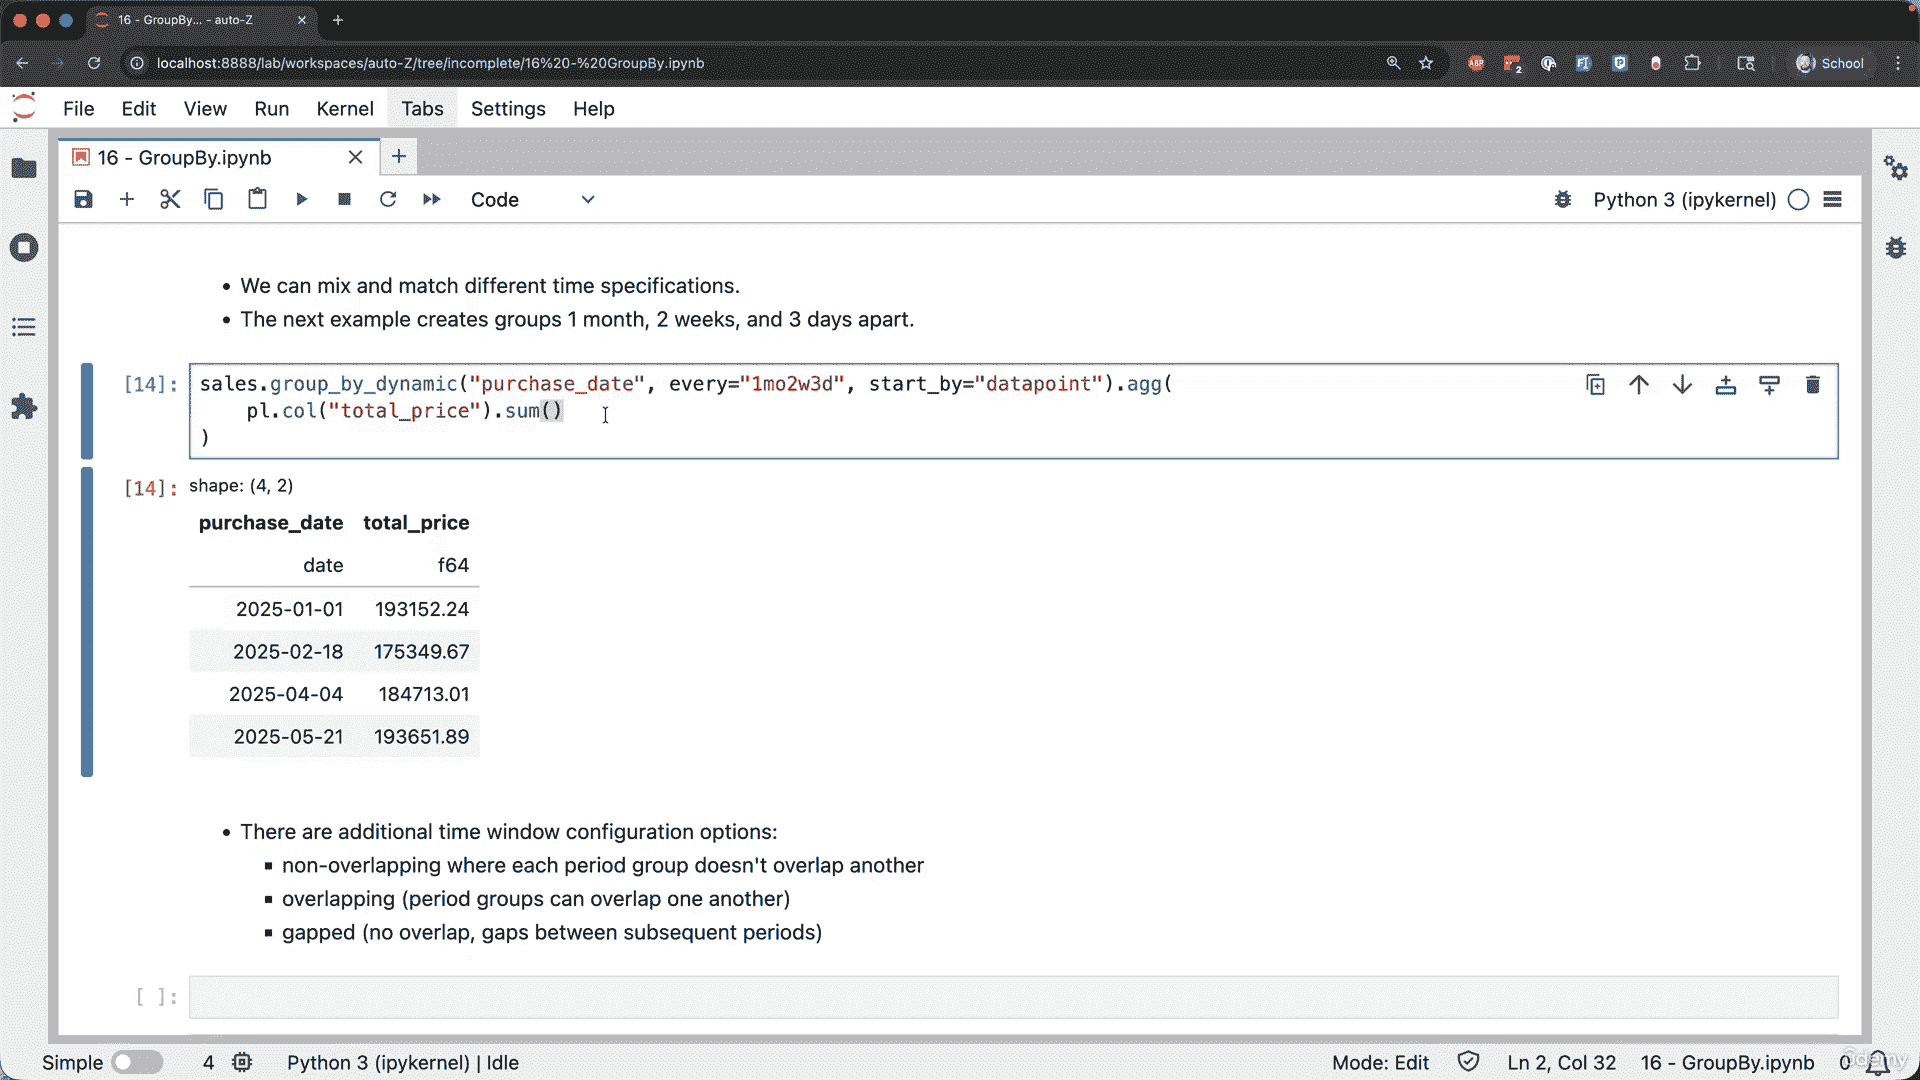 16 - GroupBy... - auto-Z
localhost:8888/lab/workspaces/auto-Z/tree/incomplete/16%20-%20GroupBy.ipynb
ABP
2
School
File Edit View Run Kernel Tabs Settings Help
16 - GroupBy.ipynb
Code
Python 3 (ipykernel)
• We can mix and match different time specifications.
• The next example creates groups 1 month, 2 weeks, and 3 days apart.
[14]: sales.group_by_dynamic("purchase_date", every="1mo2w3d", start_by="datapoint").agg(
pl.col("total_price").sum()
)
[14]: shape: (4, 2)
purchase_date total_price
date f64
2025-01-01 193152.24
2025-02-18 175349.67
2025-04-04 184713.01
2025-05-21 193651.89
• There are additional time window configuration options:
▪ non-overlapping where each period group doesn't overlap another
▪ overlapping (period groups can overlap one another)
▪ gapped (no overlap, gaps between subsequent periods)
[ ]:
Simple 4 Python 3 (ipykernel) | Idle Mode: Edit Ln 2, Col 32 16 - GroupBy.ipynb 0
udemy